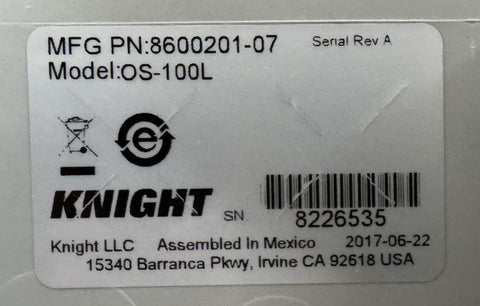 MFG PN:8600201-07 Serial Rev A
Model:OS-100L
e
KNIGHT SN 8226535
Knight LLC Assembled In Mexico 2017-06-22
15340 Barranca Pkwy, Irvine CA 92618 USA